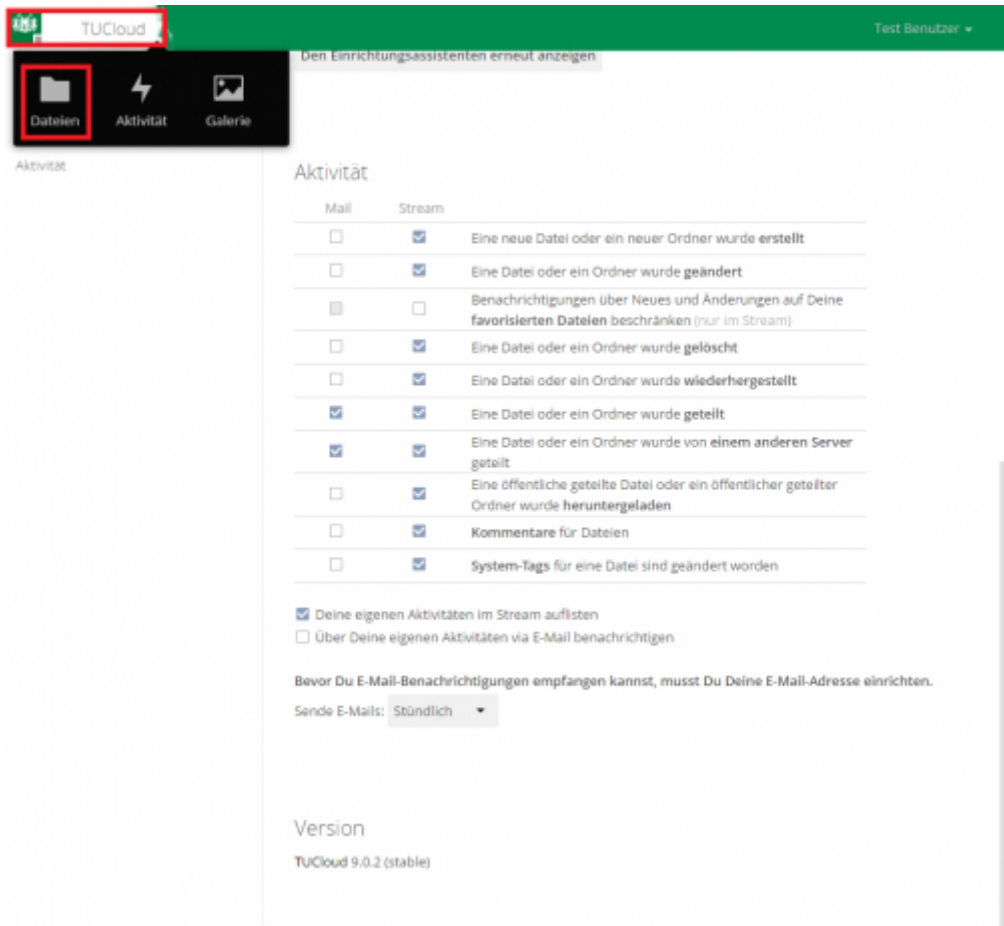 TUCloud
Test Benutzer
Den Einrichtungsassistenten erneut anzeigen
Dateien
Aktivität
Galerie
Aktivität
Aktivität
Mail Stream
Eine neue Datei oder ein neuer Ordner wurde erstellt
Eine Datei oder ein Ordner wurde geändert
Benachrichtigungen über Neues und Änderungen auf Deine
favorisierten Dateien beschränken (nur im Stream)
Eine Datei oder ein Ordner wurde gelöscht
Eine Datei oder ein Ordner wurde wiederhergestellt
Eine Datei oder ein Ordner wurde geteilt
Eine Datei oder ein Ordner wurde von einem anderen Server
geteilt
Eine öffentliche geteilte Datei oder ein öffentlicher geteilter
Ordner wurde heruntergeladen
Kommentare für Dateien
System-Tags für eine Datei sind geändert worden
Deine eigenen Aktivitäten im Stream auflisten
Über Deine eigenen Aktivitäten via E-Mail benachrichtigen
Bevor Du E-Mail-Benachrichtigungen empfangen kannst, musst Du Deine E-Mail-Adresse einrichten.
Sende E-Mails: Stündlich
Version
TUCloud 9.0.2 (stable)